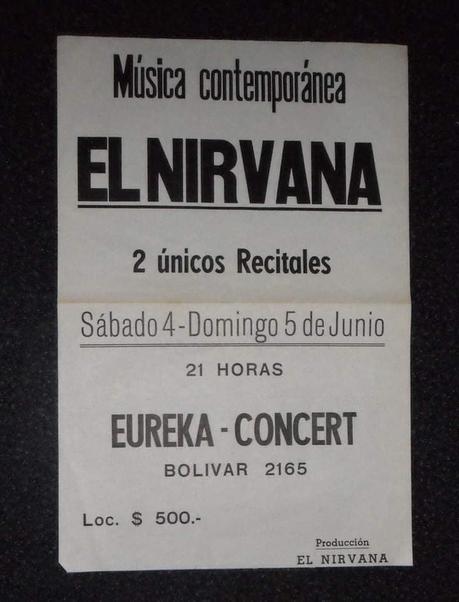 Música contemporánea
EL NIRVANA
2 únicos Recitales
Sábado 4-Domingo 5 de Junio
21 HORAS
EUREKA - CONCERT
BOLIVAR 2165
Loc. $ 500.-
Producción
EL NIRVANA